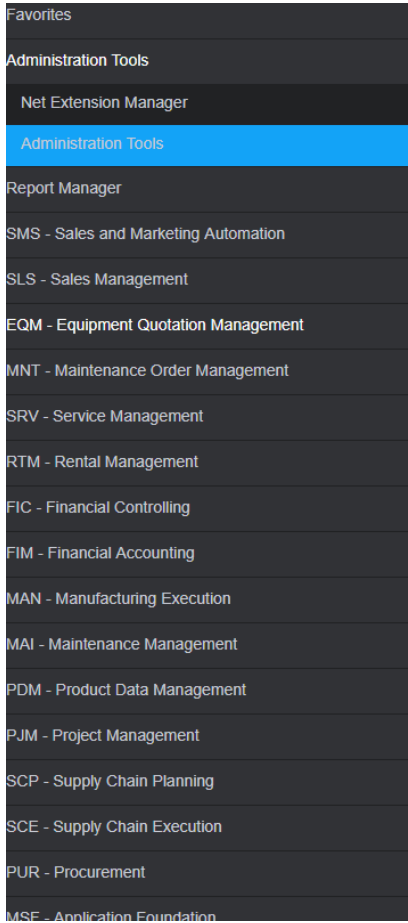 Favorites
Administration Tools
Net Extension Manager
Administration Tools
Report Manager
SMS - Sales and Marketing Automation
SLS - Sales Management
EQM - Equipment Quotation Management
MNT - Maintenance Order Management
SRV - Service Management
RTM - Rental Management
FIC - Financial Controlling
FIM - Financial Accounting
MAN - Manufacturing Execution
MAI - Maintenance Management
PDM - Product Data Management
PJM - Project Management
SCP - Supply Chain Planning
SCE - Supply Chain Execution
PUR - Procurement
MSF - Application Foundation